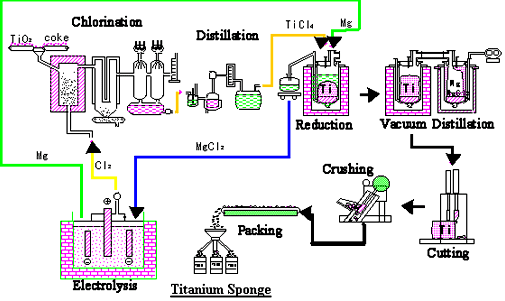 Chlorination
TiO₂ coke
Distillation
TiCl₄
Mg
Ti
Reduction
Ti
Mg
Vacuum Distillation
Mg
Cl₂
MgCl₂
Crushing
Packing
Ti
Cutting
Electrolysis
Titanium Sponge